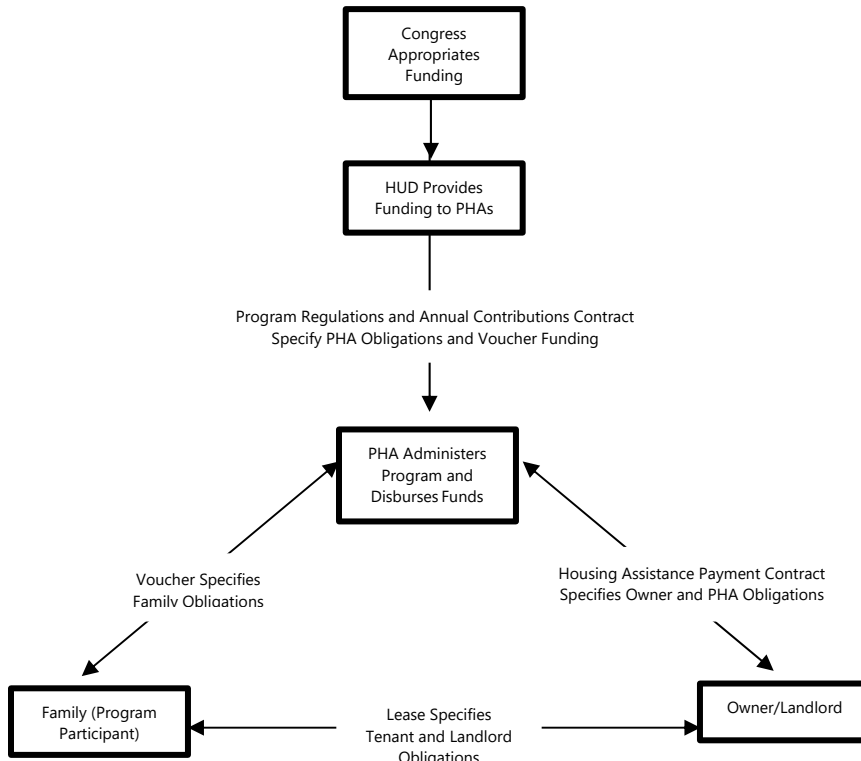 Congress
Appropriates
Funding
HUD Provides
Funding to PHAs
Program Regulations and Annual Contributions Contract
Specify PHA Obligations and Voucher Funding
PHA Administers
Program and
Disburses Funds
Voucher Specifies
Family Obligations
Housing Assistance Payment Contract
Specifies Owner and PHA Obligations
Family (Program
Participant)
Lease Specifies
Tenant and Landlord
Obligations
Owner/Landlord